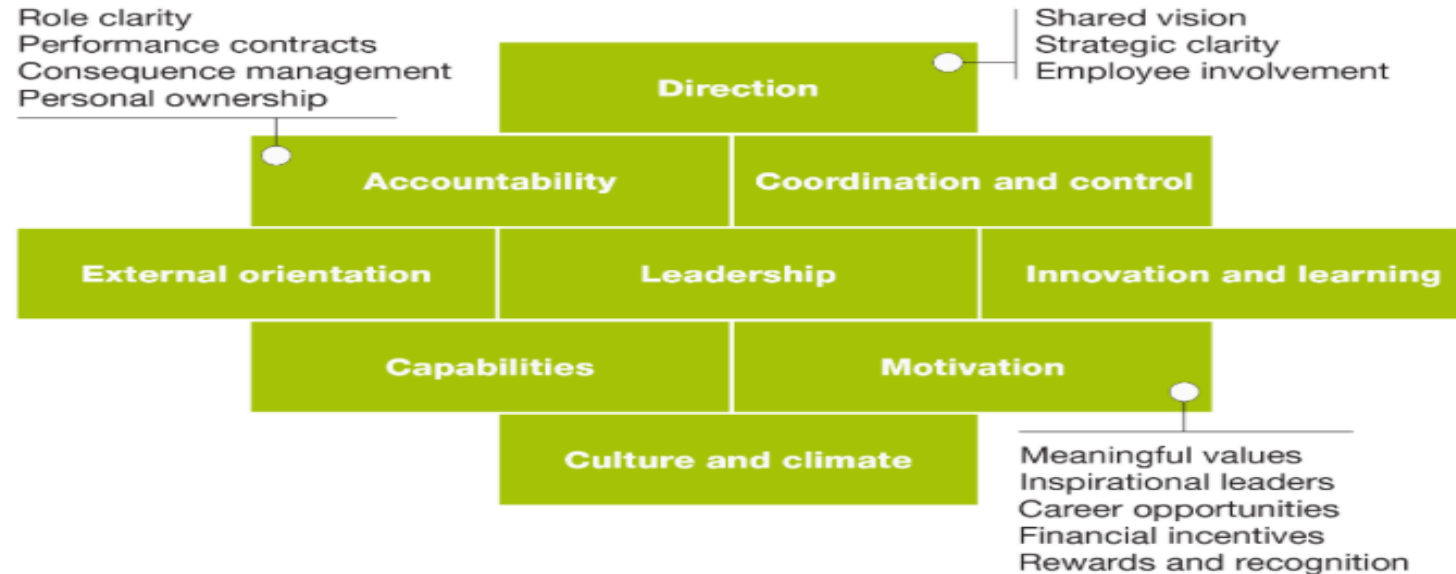 Role clarity
Performance contracts
Consequence management
Personal ownership
Shared vision
Strategic clarity
Employee involvement
Direction
Accountability
Coordination and control
External orientation
Leadership
Innovation and learning
Capabilities
Motivation
Culture and climate
Meaningful values
Inspirational leaders
Career opportunities
Financial incentives
Rewards and recognition